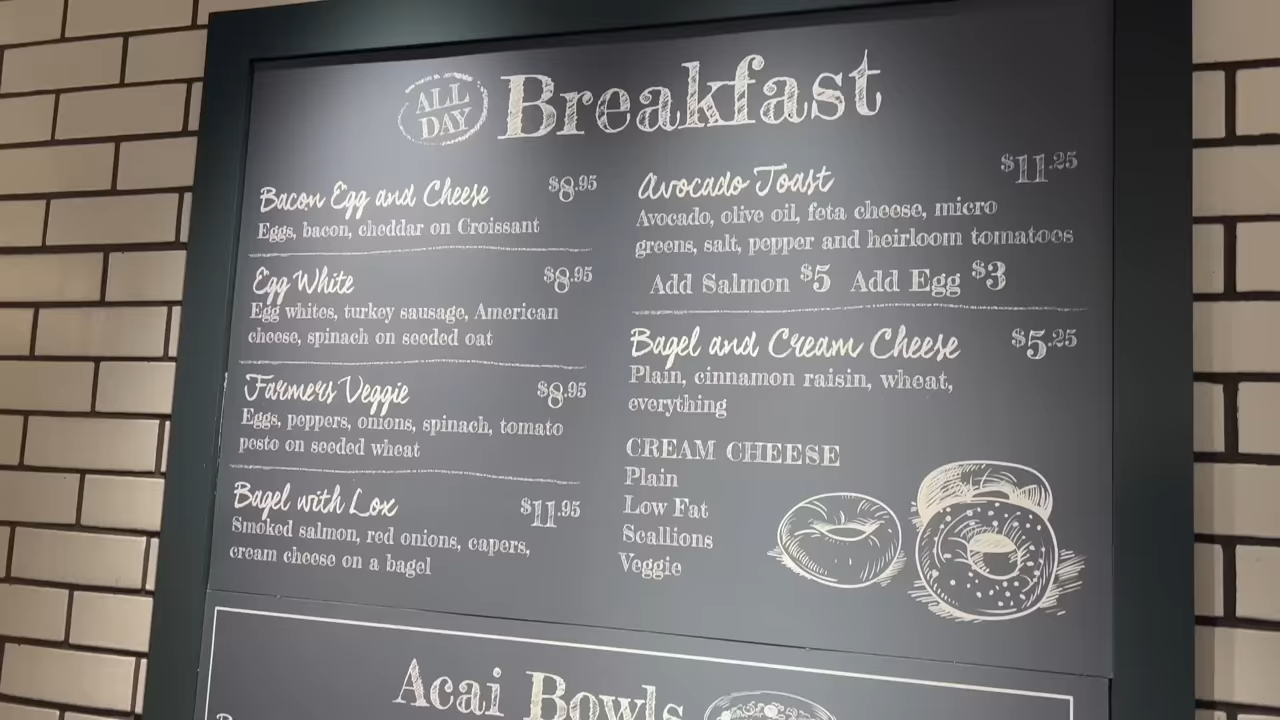 ALL
DAY
Breakfast
Bacon Egg and Cheese $8.95
Eggs, bacon, cheddar on Croissant
Egg White $8.95
Egg whites, turkey sausage, American
cheese, spinach on seeded oat
Farmers Veggie $8.95
Eggs, peppers, onions, spinach, tomato
pesto on seeded wheat
Bagel with Lox $11.95
Smoked salmon, red onions, capers,
cream cheese on a bagel
Avocado Toast $11.25
Avocado, olive oil, feta cheese, micro
greens, salt, pepper and heirloom tomatoes
Add Salmon $5 Add Egg $3
Bagel and Cream Cheese $5.25
Plain, cinnamon raisin, wheat,
everything
CREAM CHEESE
Plain
Low Fat
Scallions
Veggie
Acai Bowls